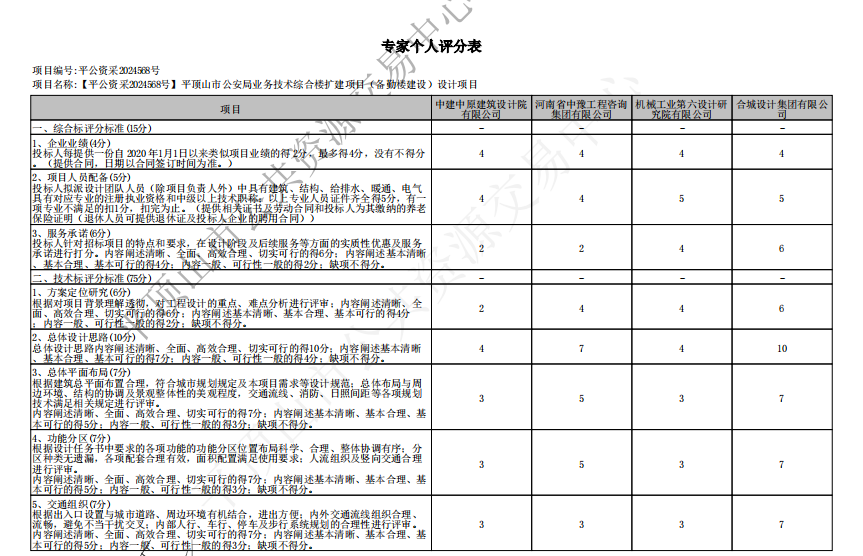 专家个人评分表
项目编号:平公资采2024568号
项目名称:【平公资采2024568号】平顶山市公安局业务技术综合楼扩建项目（备勤楼建设）设计项目
项目 中建中原建筑设计院有限公司 河南省中豫工程咨询集团有限公司 机械工业第六设计研究院有限公司 合城设计集团有限公司
一、综合标评分标准(15分) - - - -
1、企业业绩(4分)
投标人每提供一份自 2020 年1月1日以来类似项目业绩的得 2分，最多得4分，没有不得分
。（提供合同，日期以合同签订时间为准。） 4 4 4 4
2、项目人员配备(5分)
投标人拟派设计团队人员（除项目负责人外）中具有建筑、结构、给排水、暖通、电气
具有对应专业的注册执业资格和中级以上技术职称。以上专业人员证件齐全得5分，有一
项专业不满足的扣1分，扣完为止。（提供相关证书及劳动合同和投标人为其缴纳的养老
保险证明（退休人员可提供退休证及投标人企业的聘用合同）） 4 4 5 5
3、服务承诺(6分)
投标人针对招标项目的特点和要求，在设计阶段及后续服务等方面的实质性优惠及服务
承诺进行打分。内容阐述清晰、全面、高效合理、切实可行的得6分；内容阐述基本清晰
、基本合理、基本可行的得4分；内容一般、可行性一般的得2分；缺项不得分。 2 2 4 6
二、技术标评分标准(75分) - - - -
1、方案定位研究(6分)
根据对项目背景理解透彻，对工程设计的重点、难点分析进行评审；内容阐述清晰、全
面、高效合理、切实可行的得6分；内容阐述基本清晰、基本合理、基本可行的得4分
；内容一般、可行性一般的得2分；缺项不得分。 2 4 4 6
2、总体设计思路(10分)
总体设计思路内容阐述清晰、全面、高效合理、切实可行的得10分；内容阐述基本清晰
、基本合理、基本可行的得7分；内容一般、可行性一般的得4分；缺项不得分。 4 7 4 10
3、总体平面布局(7分)
根据建筑总平面布置合理，符合城市规划规定及本项目需求等设计规范；总体布局与周
边环境、结构的协调及景观整体性的美观程度，交通流线、消防、日照间距等各项规划
技术满足相关规定进行评审。
内容阐述清晰、全面、高效合理、切实可行的得7分；内容阐述基本清晰、基本合理、基
本可行的得5分；内容一般、可行性一般的得3分；缺项不得分。 3 5 3 7
4、功能分区(7分)
根据设计任务书中要求的各项功能的功能分区位置布局科学、合理、整体协调有序；分
区种类无遗漏，各项配套合理有效，面积配置满足使用要求；人流组织及竖向交通合理
进行评审。
内容阐述清晰、全面、高效合理、切实可行的得7分；内容阐述基本清晰、基本合理、基
本可行的得5分；内容一般、可行性一般的得3分；缺项不得分。 3 5 3 7
5、交通组织(7分)
根据出入口设置与城市道路、周边环境有机结合，进出方便；内外交通流线组织合理、
流畅，避免不当干扰交叉；内部人行、车行、停车及步行系统规划的合理性进行评审。
内容阐述清晰、全面、高效合理、切实可行的得7分；内容阐述基本清晰、基本合理、基
本可行的得5分；内容一般、可行性一般的得3分；缺项不得分。 3 3 3 7
平顶山市公共资源交易中心